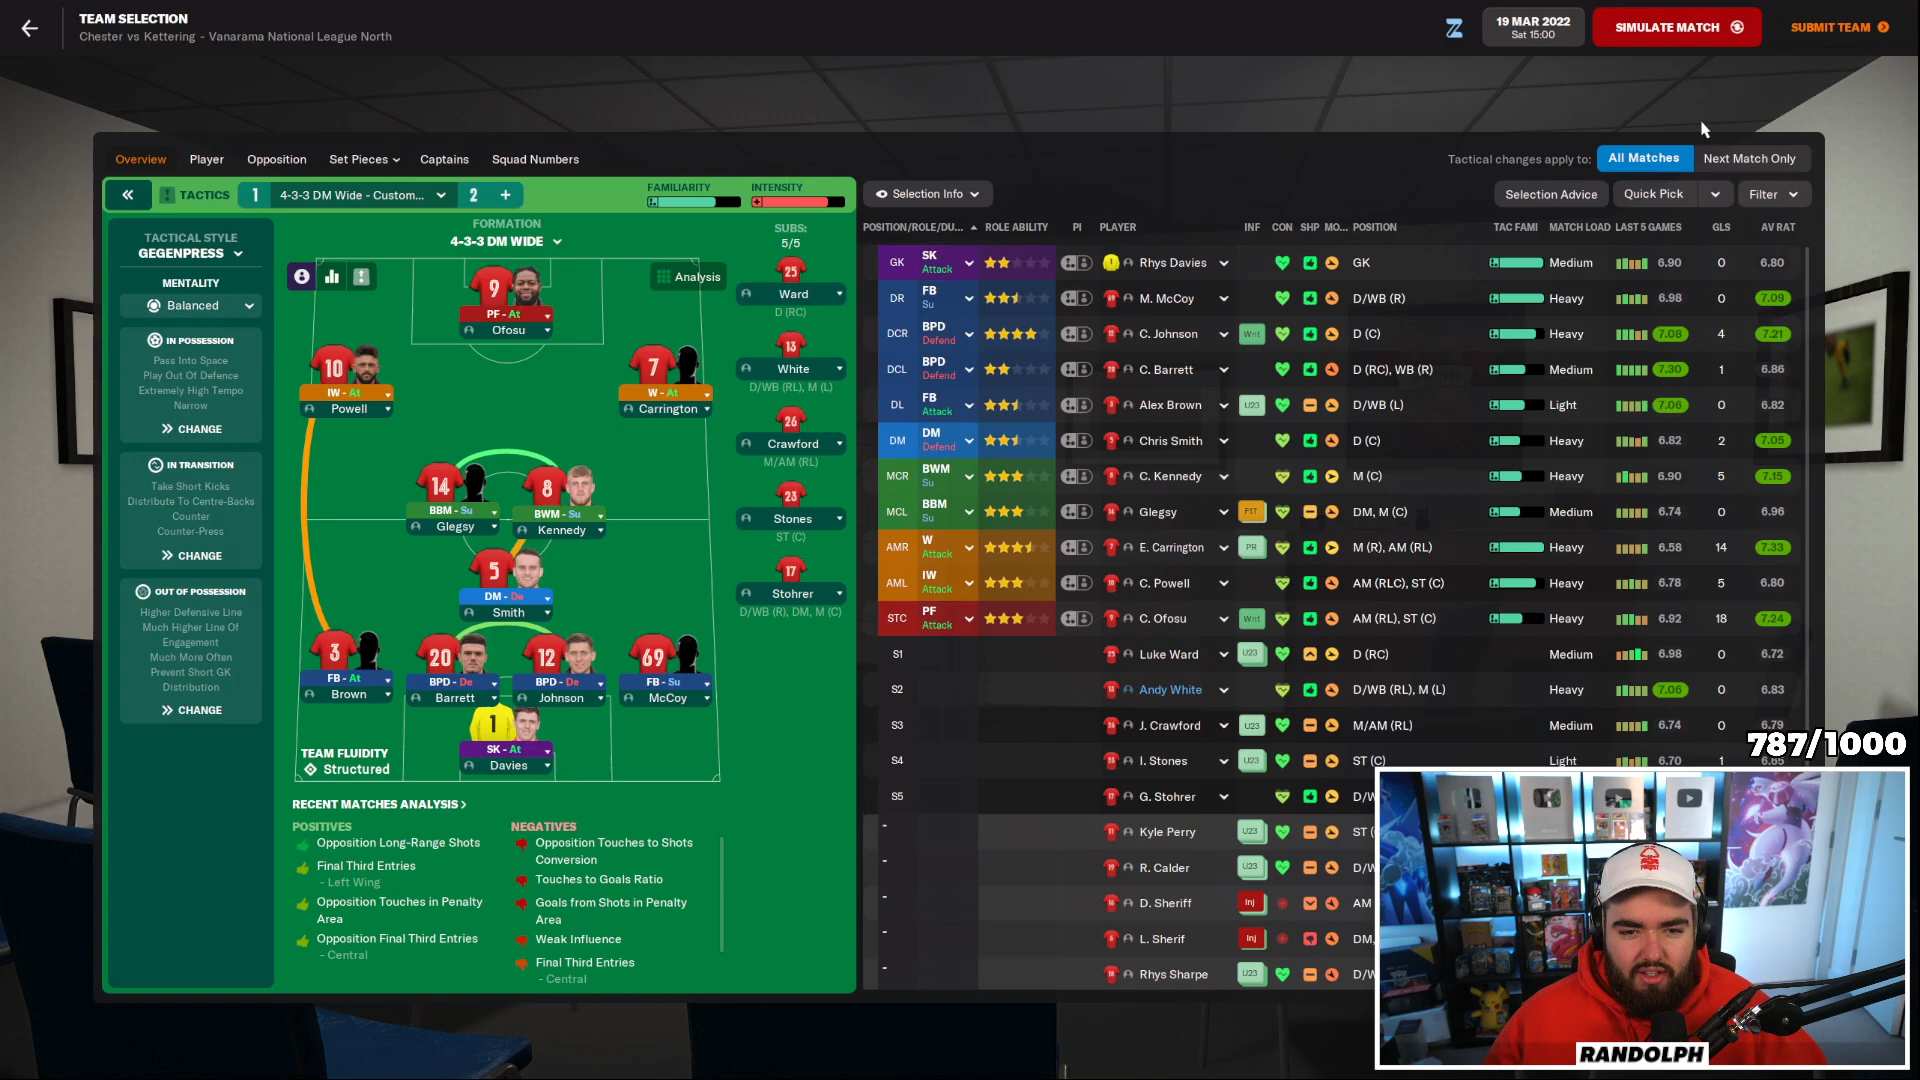 TEAM SELECTION
Chester vs Kettering - Vanarama National League North
19 MAR 2022
Sat 15:00
SIMULATE MATCH
SUBMIT TEAM
Overview Player Opposition Set Pieces Captains Squad Numbers
Tactical changes apply to: All Matches Next Match Only
TACTICS 1 4-3-3 DM Wide - Custom... 2 +
FAMILIARITY INTENSITY
Selection Info
Selection Advice Quick Pick Filter
TACTICAL STYLE
GEGENPRESS
MENTALITY
Balanced
IN POSSESSION
Pass Into Space
Play Out Of Defence
Extremely High Tempo
Narrow
CHANGE
IN TRANSITION
Take Short Kicks
Distribute To Centre-Backs
Counter
Counter-Press
CHANGE
OUT OF POSSESSION
Higher Defensive Line
Much Higher Line Of
Engagement
Much More Often
Prevent Short GK
Distribution
CHANGE
FORMATION
4-3-3 DM WIDE
Analysis
9
PF - At
Ofosu
10
IW - At
Powell
7
W - At
Carrington
14
BBM - Su
Glegsy
8
BWM - Su
Kennedy
5
DM - De
Smith
3
FB - At
Brown
20
BPD - De
Barrett
12
BPD - De
Johnson
69
FB - Su
McCoy
1
SK - At
Davies
TEAM FLUIDITY
Structured
SUBS:
5/5
25
Ward
D (RC)
13
White
D/WB (RL), M (L)
26
Crawford
M/AM (RL)
23
Stones
ST (C)
17
Stohrer
D/WB (R), DM, M (C)
RECENT MATCHES ANALYSIS >
POSITIVES
Opposition Long-Range Shots
Final Third Entries
- Left Wing
Opposition Touches in Penalty
Area
Opposition Final Third Entries
- Central
NEGATIVES
Opposition Touches to Shots
Conversion
Touches to Goals Ratio
Goals from Shots in Penalty
Area
Weak Influence
Final Third Entries
- Central
POSITION/ROLE/DU... ROLE ABILITY PI PLAYER INF CON SHP MO... POSITION TAC FAMI MATCH LOAD LAST 5 GAMES GLS AV RAT
GK SK Attack Rhys Davies GK Medium 6.90 0 6.80
DR FB Su M. McCoy D/WB (R) Heavy 6.98 0 7.09
DCR BPD Defend C. Johnson Wnt D (C) Heavy 7.08 4 7.21
DCL BPD Defend C. Barrett D (RC), WB (R) Medium 7.30 1 6.86
DL FB Attack Alex Brown U23 D/WB (L) Light 7.06 0 6.82
DM DM Defend Chris Smith D (C) Heavy 6.82 2 7.05
MCR BWM Su C. Kennedy M (C) Heavy 6.90 5 7.15
MCL BBM Su Glegsy FtT DM, M (C) Medium 6.74 0 6.96
AMR W Attack E. Carrington PR M (R), AM (RL) Heavy 6.58 14 7.33
AML IW Attack C. Powell AM (RLC), ST (C) Heavy 6.78 5 6.80
STC PF Attack C. Ofosu Wnt AM (RL), ST (C) Heavy 6.92 18 7.24
S1 Luke Ward U23 D (RC) Medium 6.98 0 6.72
S2 Andy White D/WB (RL), M (L) Heavy 7.06 0 6.83
S3 J. Crawford U23 M/AM (RL) Medium 6.74 0 6.79
S4 I. Stones U23 ST (C) Light 6.70 1
S5 G. Stohrer D/W
- Kyle Perry U23 ST (
- R. Calder U23 D/W
- D. Sheriff Inj AM
- L. Sherif Inj DM,
- Rhys Sharpe U23 D/W
787/1000
RANDOLPH